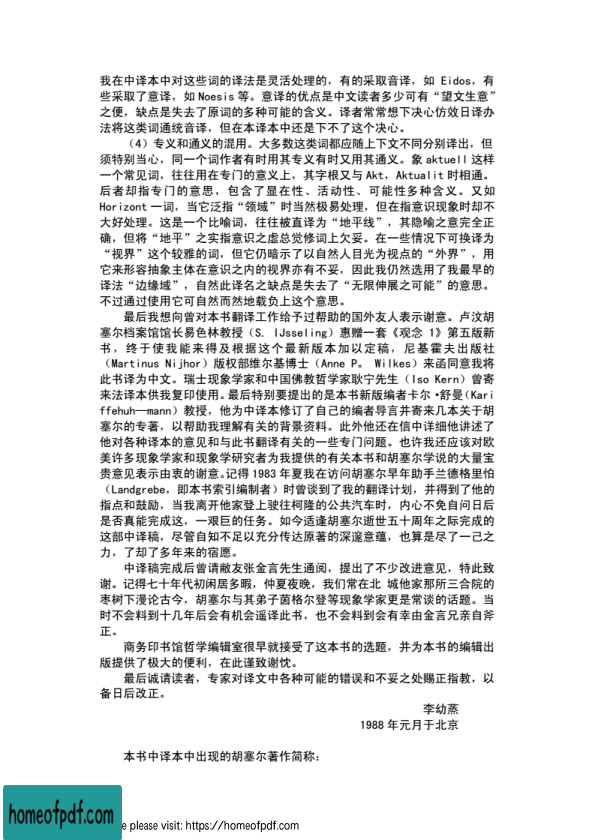 我在中译本中对这些词的译法是灵活处理的，有的采取音译，如 Eidos，有
些采取了意译，如 Noesis 等。意译的优点是中文读者多少可有“望文生意”
之便，缺点是失去了原词的多种可能的含义。译者常常想下决心仿效日译办
法将这类词通统音译，但在本译本中还是下不了这个决心。
（4）专义和通义的混用。大多数这类词都应随上下文不同分别译出，但
须特别当心，同一个词作者有时用其专义有时又用其通义。象 aktuell 这样
一个常见词，往往用在专门的意义上，其字根又与 Akt，Aktualit 时相通。
后者却指专门的意思，包含了显在性、活动性、可能性多种含义。又如
Horizont 一词，当它泛指“领域”时当然极易处理，但在指意识现象时却不
大好处理。这是一个比喻词，往往被直译为“地平线”，其隐喻之意完全正
确，但将“地平”之实指意识之虚总觉修词上欠妥。在一些情况下可换译为
“视界”这个较雅的词，但它仍暗示了以自然人目光为视点的“外界”，用
它来形容抽象主体在意识之内的视界亦有不妥，因此我仍然选用了我最早的
译法“边缘域”，自然此译名之缺点是失去了“无限伸展之可能”的意思。
不过通过使用它可自然而然地载负上这个意思。
最后我想向曾对本书翻译工作给予过帮助的国外友人表示谢意。卢汶胡
塞尔档案馆馆长易色林教授（S. IJsseling）惠赠一套《观念 1》第五版新
书，终于使我能来得及根据这个最新版本加以定稿，尼基霍夫出版社
（Martinus Nijhor）版权部维尔基博士（Anne P。 Wilkes）来函同意我将
此书译为中文。瑞士现象学家和中国佛教哲学家耿宁先生（Iso Kern）曾寄
来法译本供我复印使用。最后特别要提出的是本书新版编者卡尔·舒曼（Kari
ffehuh—mann）教授，他为中译本修订了自己的编者导言并寄来几本关于胡
塞尔的专著，以帮助我理解有关的背景资料。此外他还在信中详细他讲述了
他对各种译本的意见和与此书翻译有关的一些专门问题。也许我还应该对欧
美许多现象学家和现象学研究者为我提供的有关本书和胡塞尔学说的大量宝
贵意见表示由衷的谢意。记得 1983 年夏我在访问胡塞尔早年助手兰德格里怕
（Landgrebe，即本书索引编制者）时曾谈到了我的翻译计划，并得到了他的
指点和鼓励，当我离开他家登上驶往柯隆的公共汽车时，内心不免自问日后
是否真能完成这，一艰巨的任务。如今适逢胡塞尔逝世五十周年之际完成的
这部中译稿，尽管自知不足以充分传达原著的深邃意蕴，也算是尽了一己之
力，了却了多年来的宿愿。
中译稿完成后曾请敝友张金言先生通阅，提出了不少改进意见，特此致
谢。记得七十年代初闲居多暇，仲夏夜晚，我们常在北 城他家那所三合院的
枣树下漫论古今，胡塞尔与其弟子茵格尔登等现象学家更是常谈的话题。当
时不会料到十几年后会有机会遥译此书，也不会料到会有幸由金言兄亲自斧
正。
商务印书馆哲学编辑室很早就接受了这本书的选题，并为本书的编辑出
版提供了极大的便利，在此谨致谢忱。
最后诚请读者，专家对译文中各种可能的错误和不妥之处赐正指教，以
备日后改正。
李幼蒸
1988 年元月于北京
本书中译本中出现的胡塞尔著作简称：
homeofpdf.com
e please visit: https://homeofpdf.com